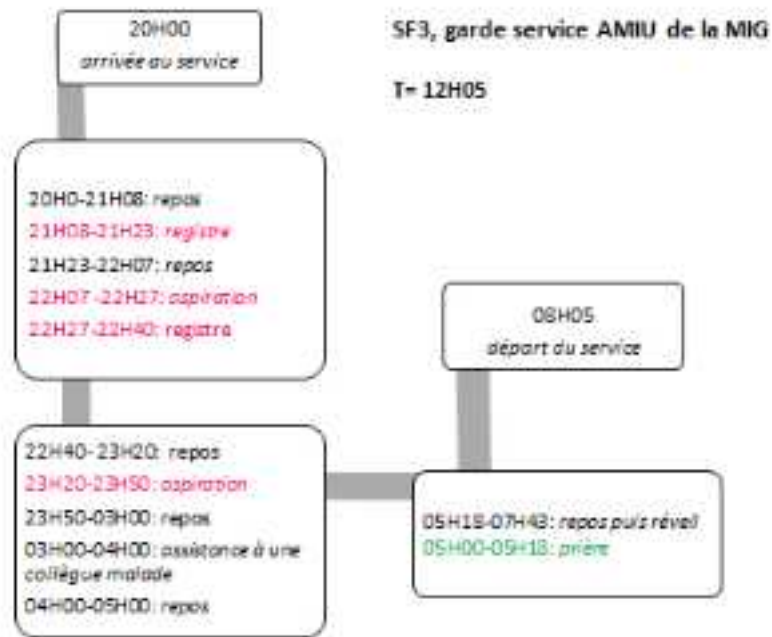 20H00
arrivée au service
SF3, garde service AMIU de la MIG
T= 12H05
20H0-21H08: repos
21H08-21H23: registre
21H23-22H07: repos
22H07 -22H27: aspiration
22H27-22H40: registre
22H40- 23H20: repos
23H20-23H50: aspiration
23H50-03H00: repos
03H00-04H00: assistance à une
collègue malade
04H00-05H00: repos
05H18-07H43: repos puis réveil
05H00-05H18: prière
08H05
départ du service